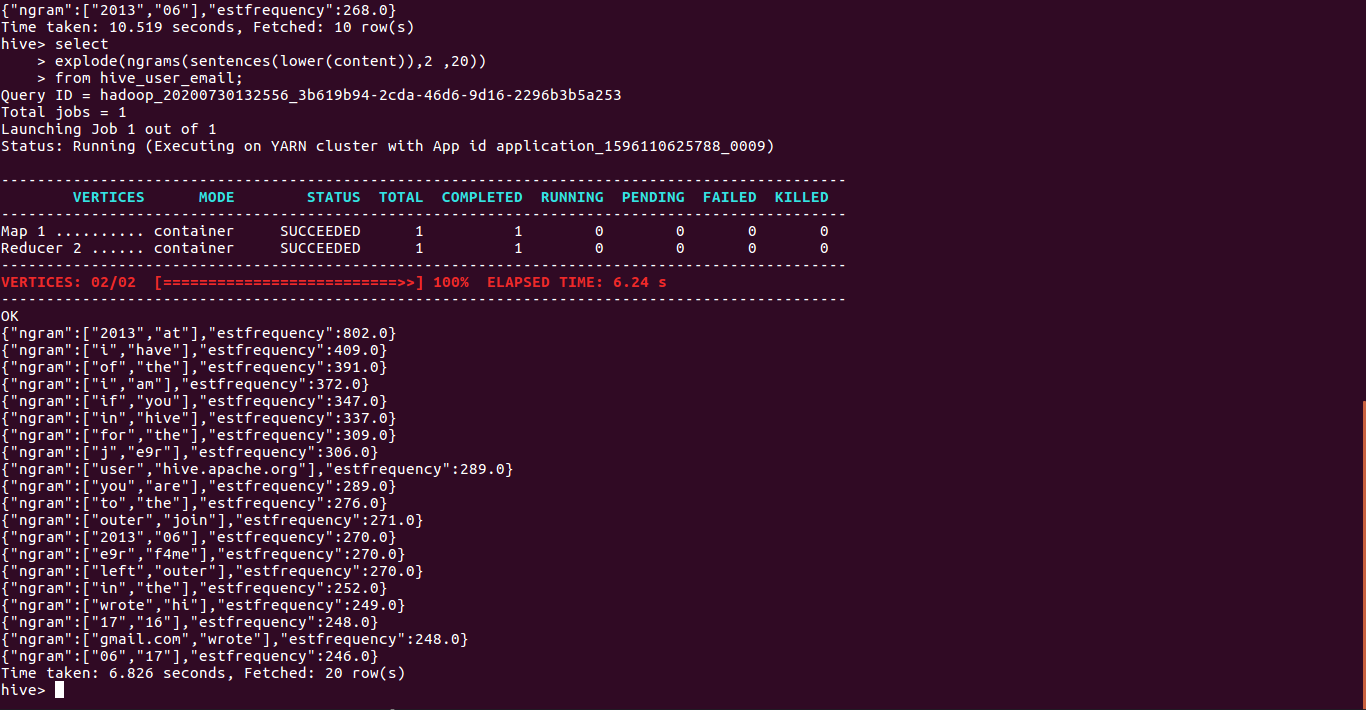 {"ngram":["2013","06"],"estfrequency":268.0}
Time taken: 10.519 seconds, Fetched: 10 row(s)
hive> select
    > explode(ngrams(sentences(lower(content)),2 ,20))
    > from hive_user_email;
Query ID = hadoop_20200730132556_3b619b94-2cda-46d6-9d16-2296b3b5a253
Total jobs = 1
Launching Job 1 out of 1
Status: Running (Executing on YARN cluster with App id application_1596110625788_0009)
----------------------------------------------------------------------------------------------
        VERTICES      MODE        STATUS  TOTAL  COMPLETED  RUNNING  PENDING  FAILED  KILLED
----------------------------------------------------------------------------------------------
Map 1 .......... container     SUCCEEDED      1          1        0        0       0       0
Reducer 2 ...... container     SUCCEEDED      1          1        0        0       0       0
----------------------------------------------------------------------------------------------
VERTICES: 02/02  [==========================>>] 100%  ELAPSED TIME: 6.24 s
----------------------------------------------------------------------------------------------
OK
{"ngram":["2013","at"],"estfrequency":802.0}
{"ngram":["i","have"],"estfrequency":409.0}
{"ngram":["of","the"],"estfrequency":391.0}
{"ngram":["i","am"],"estfrequency":372.0}
{"ngram":["if","you"],"estfrequency":347.0}
{"ngram":["in","hive"],"estfrequency":337.0}
{"ngram":["for","the"],"estfrequency":309.0}
{"ngram":["j","e9r"],"estfrequency":306.0}
{"ngram":["user","hive.apache.org"],"estfrequency":289.0}
{"ngram":["you","are"],"estfrequency":289.0}
{"ngram":["to","the"],"estfrequency":276.0}
{"ngram":["outer","join"],"estfrequency":271.0}
{"ngram":["2013","06"],"estfrequency":270.0}
{"ngram":["e9r","f4me"],"estfrequency":270.0}
{"ngram":["left","outer"],"estfrequency":270.0}
{"ngram":["in","the"],"estfrequency":252.0}
{"ngram":["wrote","hi"],"estfrequency":249.0}
{"ngram":["17","16"],"estfrequency":248.0}
{"ngram":["gmail.com","wrote"],"estfrequency":248.0}
{"ngram":["06","17"],"estfrequency":246.0}
Time taken: 6.826 seconds, Fetched: 20 row(s)
hive>